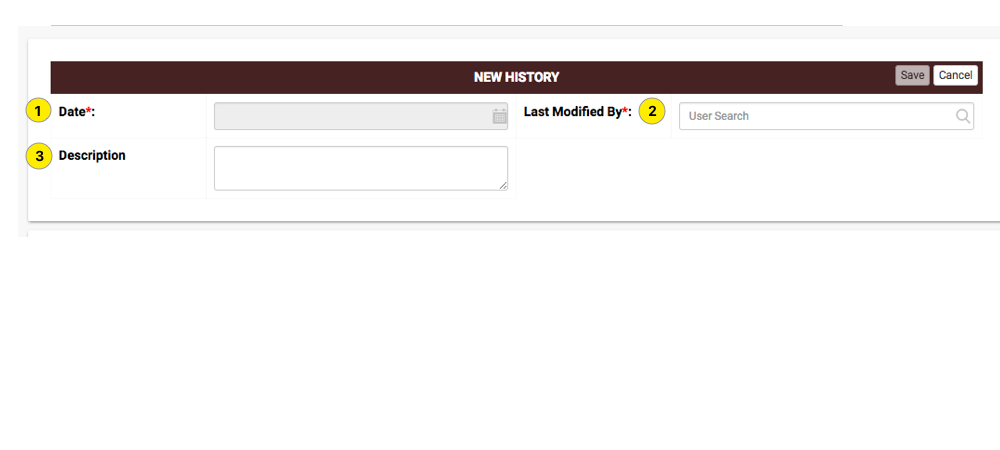 NEW HISTORY Save Cancel
1 Date*: Last Modified By*: 2 User Search
3 Description